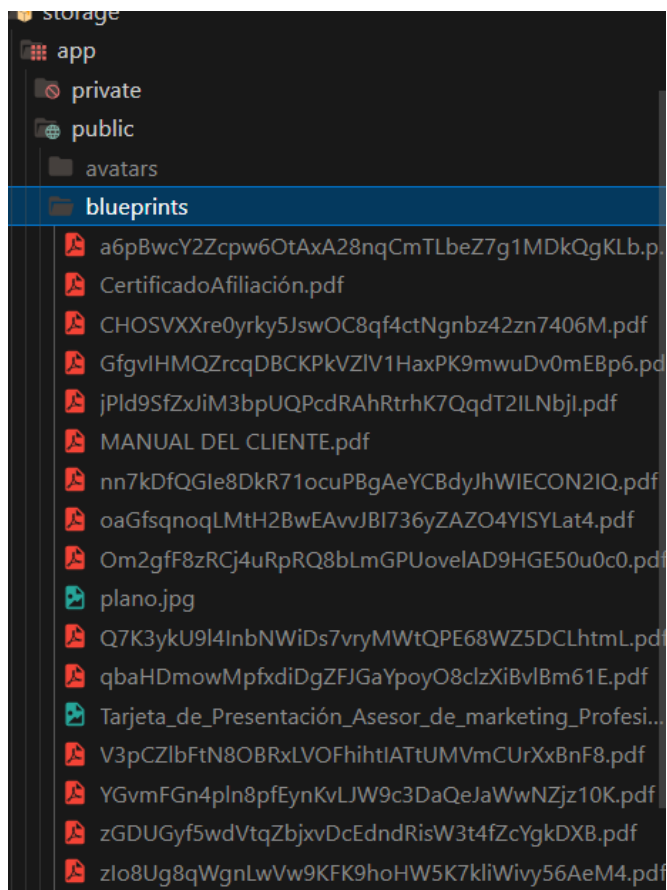 storage
app
private
public
avatars
blueprints
a6pBwcY2Zcpw6OtAxA28nqCmTLbeZ7g1MDkQgKLb.p.
CertificadoAfiliación.pdf
CHOSVXXre0yrky5JswOC8qf4ctNgnbz42zn7406M.pdf
GfgvIHMQZrcqDBCKPkVZlV1HaxPK9mwuDv0mEBp6.pd
jPld9SfZxJiM3bpUQPcdRAhRtrhK7QqdT2ILNbjI.pdf
MANUAL DEL CLIENTE.pdf
nn7kDfQGIe8DkR71ocuPBgAeYCBdyJhWIECON2IQ.pdf
oaGfsqnoqLMtH2BwEAvvJBI736yZAZO4YISYLat4.pdf
Om2gfF8zRCj4uRpRQ8bLmGPUovelAD9HGE50u0c0.pdf
plano.jpg
Q7K3ykU9l4InbNWiDs7vryMWtQPE68WZ5DCLhtmL.pdf
qbaHDmowMpfxdiDgZFJGaYpoyO8clzXiBvlBm61E.pdf
Tarjeta_de_Presentación_Asesor_de_marketing_Profesi...
V3pCZlbFtN8OBRxLVOFhihtIATtUMVmCUrXxBnF8.pdf
YGvmFGn4pln8pfEynKvLJW9c3DaQeJaWwNZjz10K.pdf
zGDUGyf5wdVtqZbjxvDcEdndRisW3t4fZcYgkDXB.pdf
zIo8Ug8qWgnLwVw9KFK9hoHW5K7kliWivy56AeM4.pdf